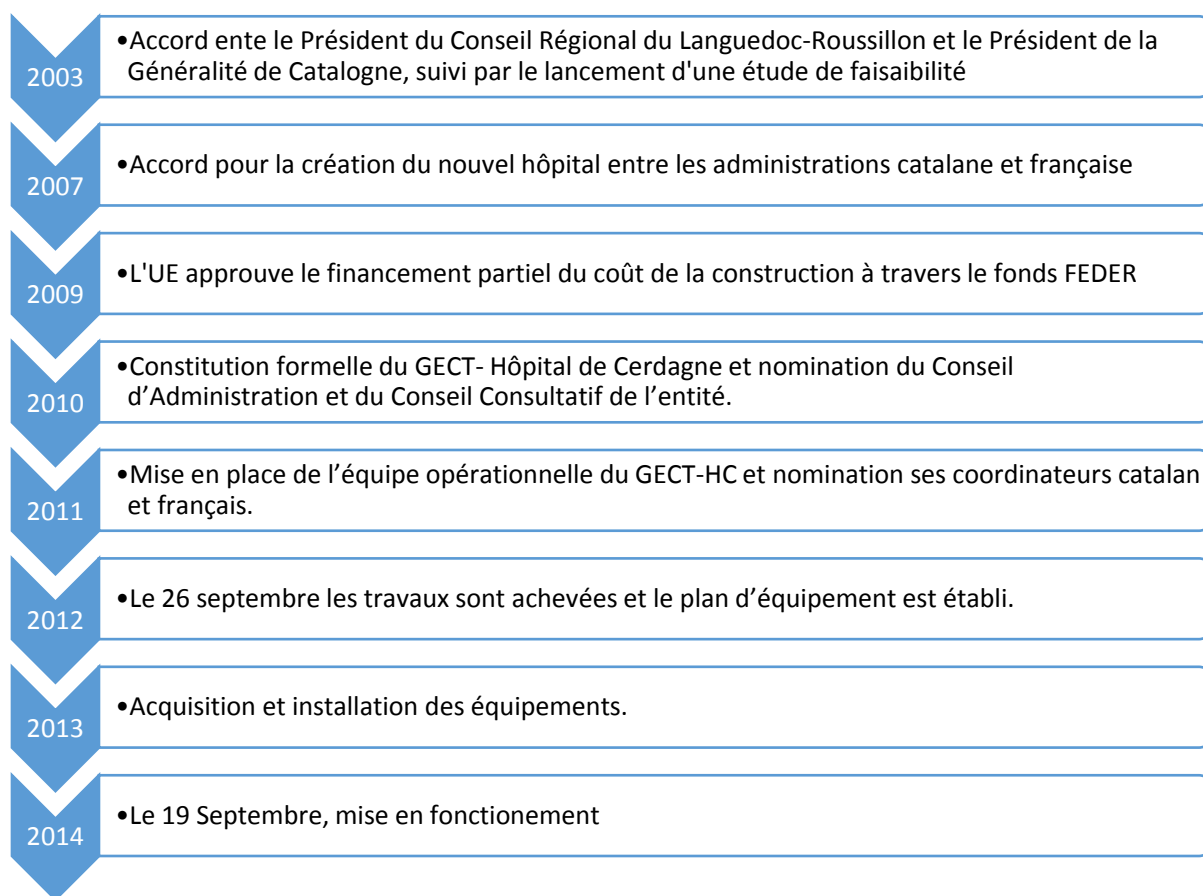 2003
•Accord ente le Président du Conseil Régional du Languedoc-Roussillon et le Président de la
Généralité de Catalogne, suivi par le lancement d'une étude de faisaibilité
2007
•Accord pour la création du nouvel hôpital entre les administrations catalane et française
2009
•L'UE approuve le financement partiel du coût de la construction à travers le fonds FEDER
2010
•Constitution formelle du GECT- Hôpital de Cerdagne et nomination du Conseil
d’Administration et du Conseil Consultatif de l’entité.
2011
•Mise en place de l’équipe opérationnelle du GECT-HC et nomination ses coordinateurs catalan
et français.
2012
•Le 26 septembre les travaux sont achevées et le plan d’équipement est établi.
2013
•Acquisition et installation des équipements.
2014
•Le 19 Septembre, mise en fonctionement